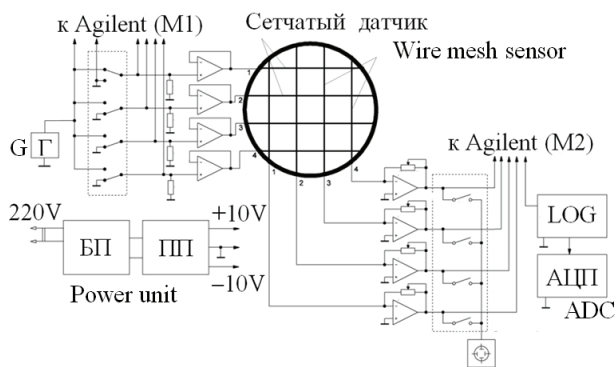 к Agilent (M1)
Сетчатый датчик
Wire mesh sensor
1
2
3
4
G Г
1 2 3 4
к Agilent (M2)
220V
+10V
БП ПП
LOG
Power unit
−10V
АЦП
ADC